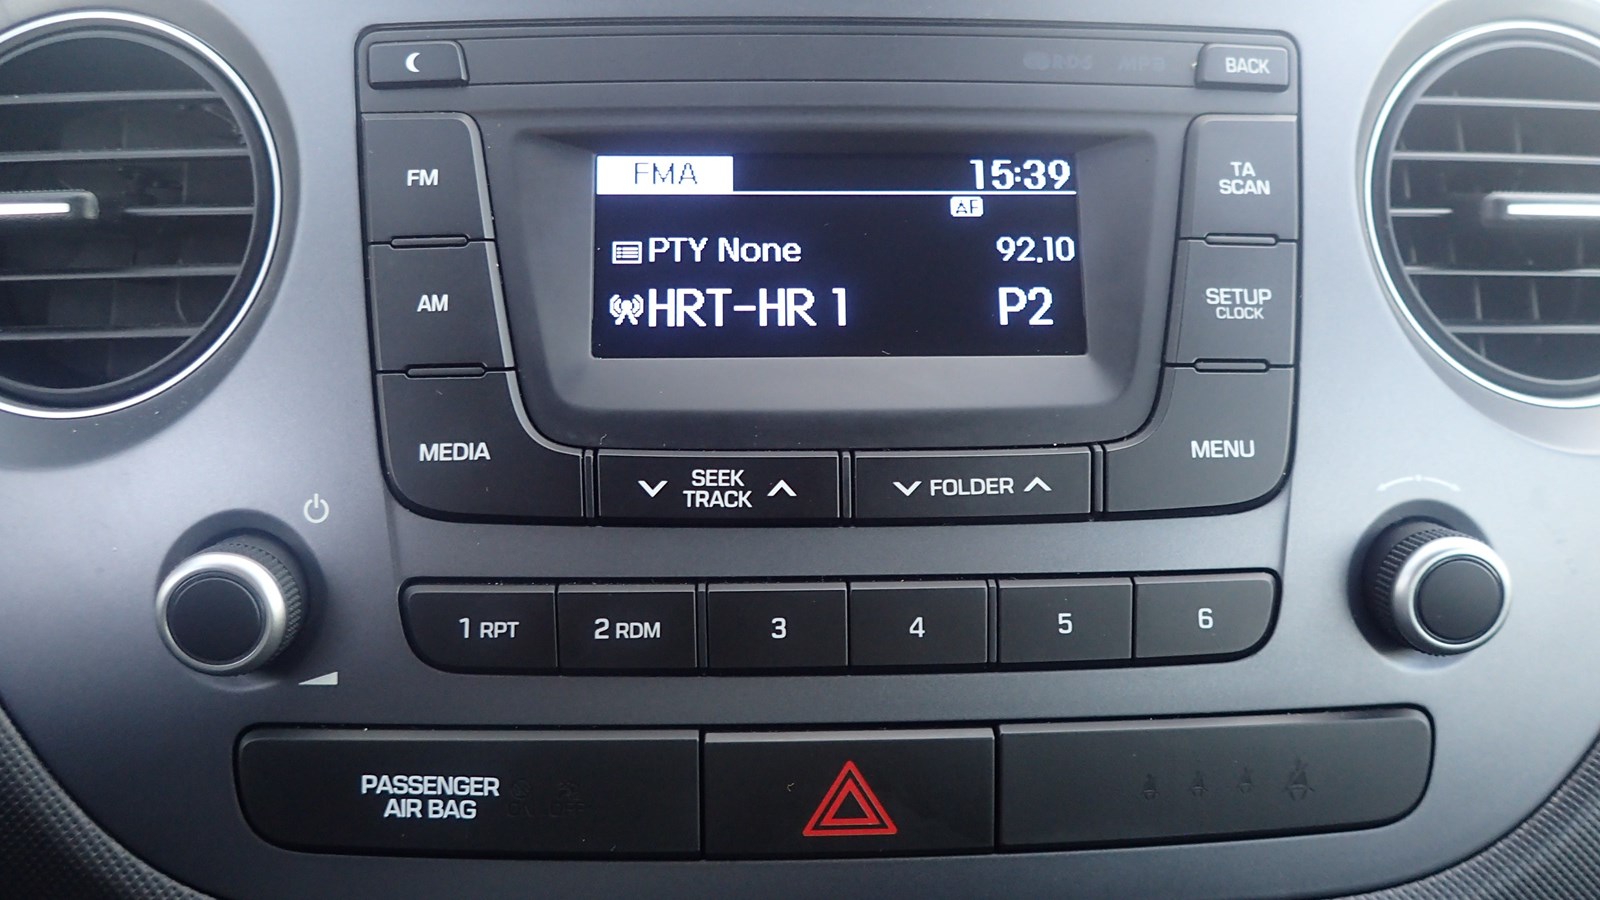 BACK
FM
FMA
15:39
TA
SCAN
AF
PTY None
92.10
AM
HRT-HR 1
P2
SETUP
CLOCK
MEDIA
SEEK
TRACK
FOLDER
MENU
1 RPT
2 RDM
3
4
5
6
PASSENGER
AIR BAG